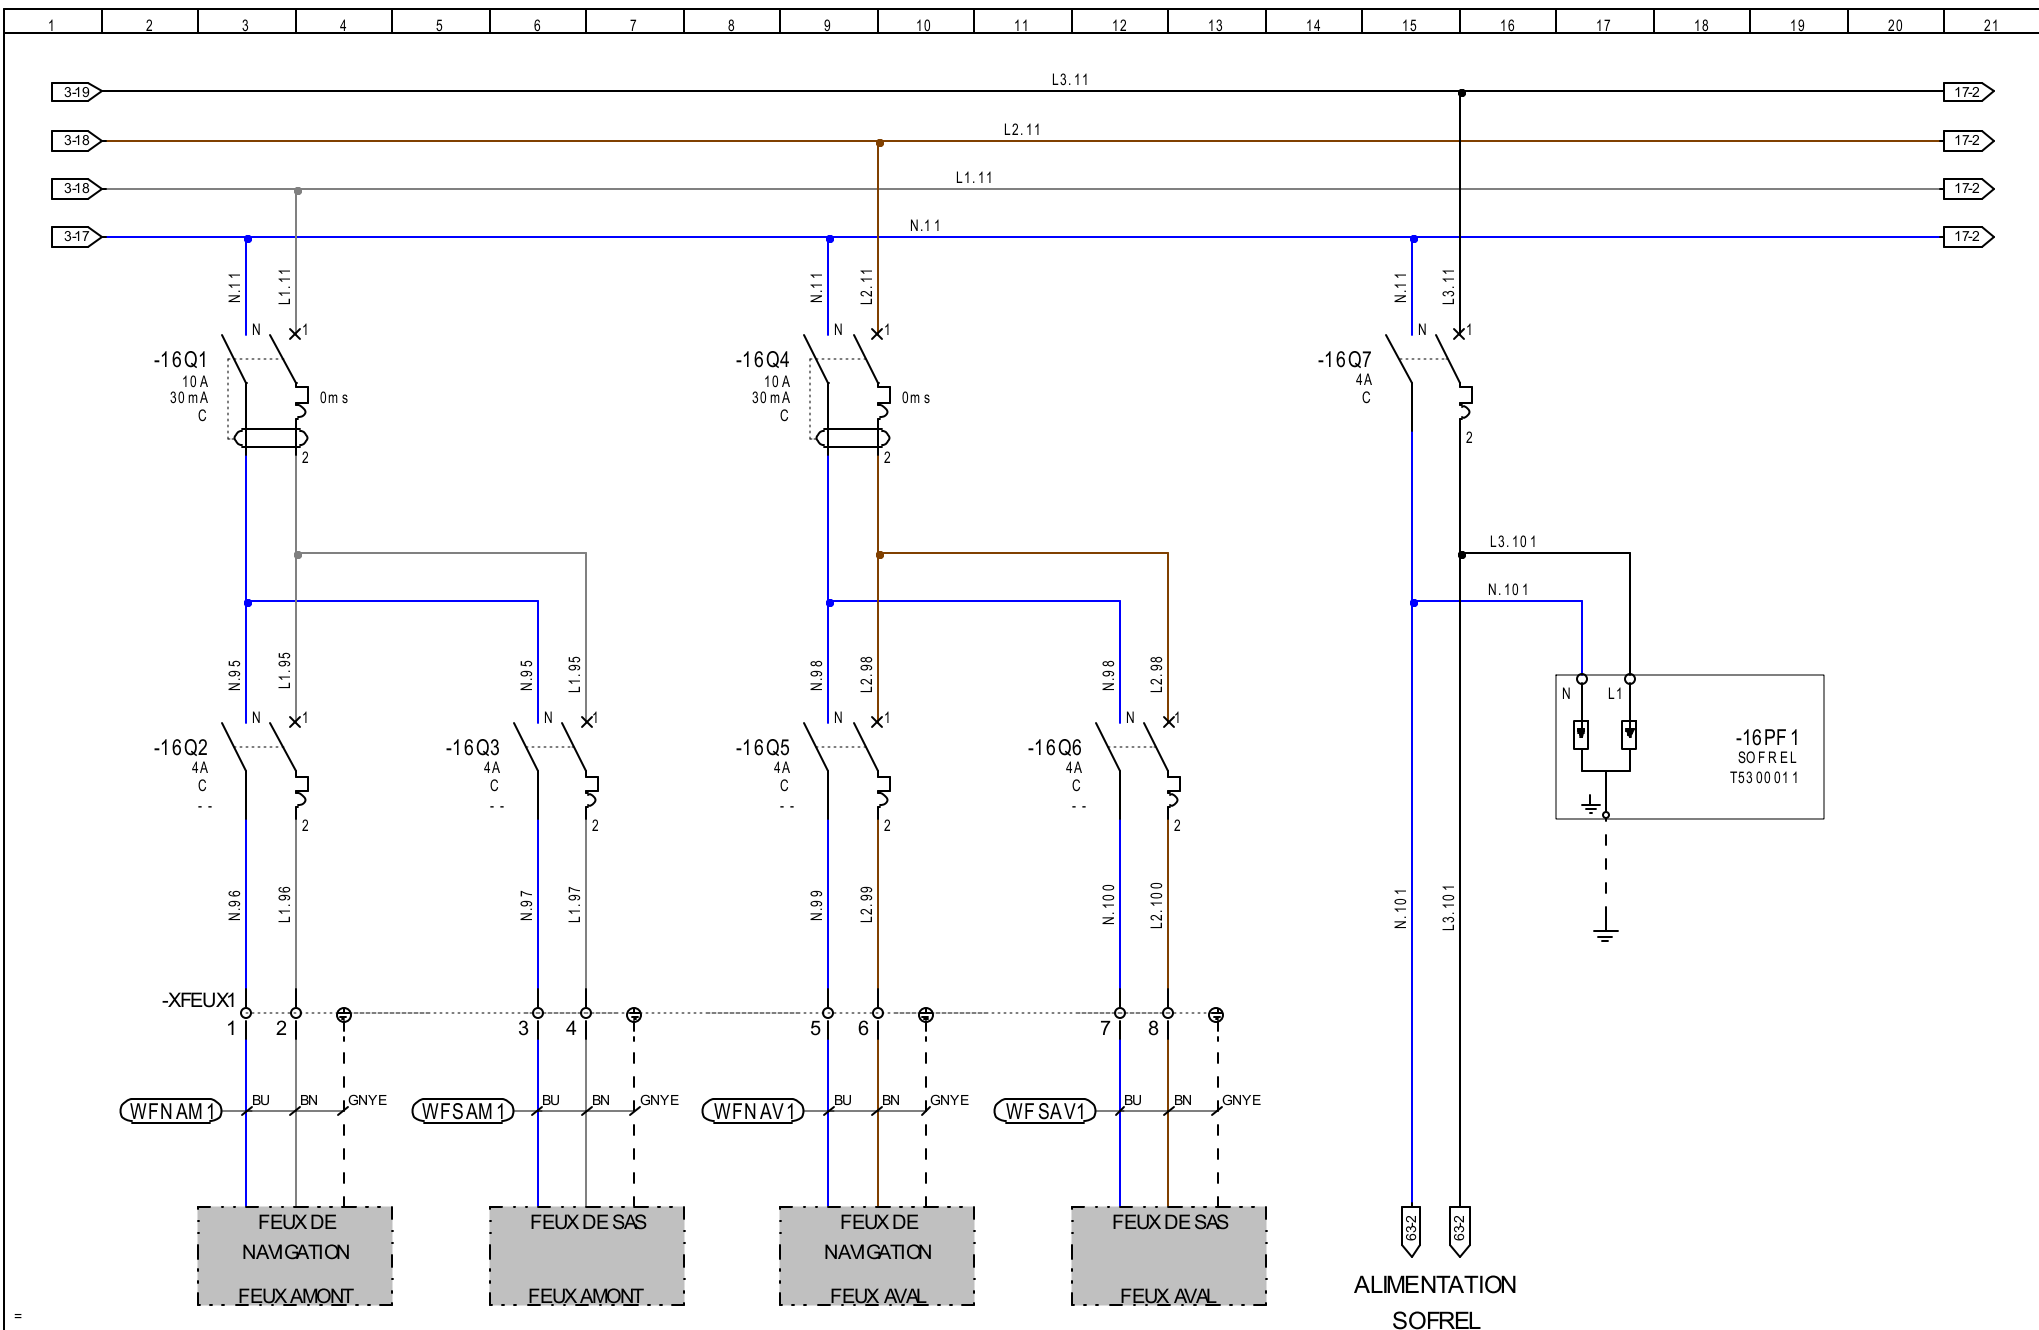 1 2 3 4 5 6 7 8 9 10 11 12 13 14 15 16 17 18 19 20 21
3-19 L3.11 17-2
3-18 L2.11 17-2
3-18 L1.11 17-2
3-17 N.11 17-2
N.11 L1.11 N.11 L2.11 N.11 L3.11
N 1 N 1 N 1
-16Q1 -16Q4 -16Q7
10A 10A 4A
30mA 0ms 30mA 0ms C
C C
2 2 2
L3.101
N.101
N.95 L1.95 N.95 L1.95 N.98 L2.98 N.98 L2.98
N L1
N 1 N 1 N 1 N 1
-16Q2 -16Q3 -16Q5 -16Q6 -16PF1
4A 4A 4A 4A SOFREL
C C C C T5300011
-- -- -- --
2 2 2 2
N.96 L1.96 N.97 L1.97 N.99 L2.99 N.100 L2.100 N.101 L3.101
-XFEUX1
1 2 3 4 5 6 7 8
WFNAM1 BU BN GNYE WFSAM1 BU BN GNYE WFNAV1 BU BN GNYE WFSAV1 BU BN GNYE
FEUX DE FEUX DE SAS FEUX DE FEUX DE SAS 63-2 63-2
NAVIGATION NAVIGATION
FEUX AMONT FEUX AMONT FEUX AVAL FEUX AVAL
ALIMENTATION
SOFREL
=